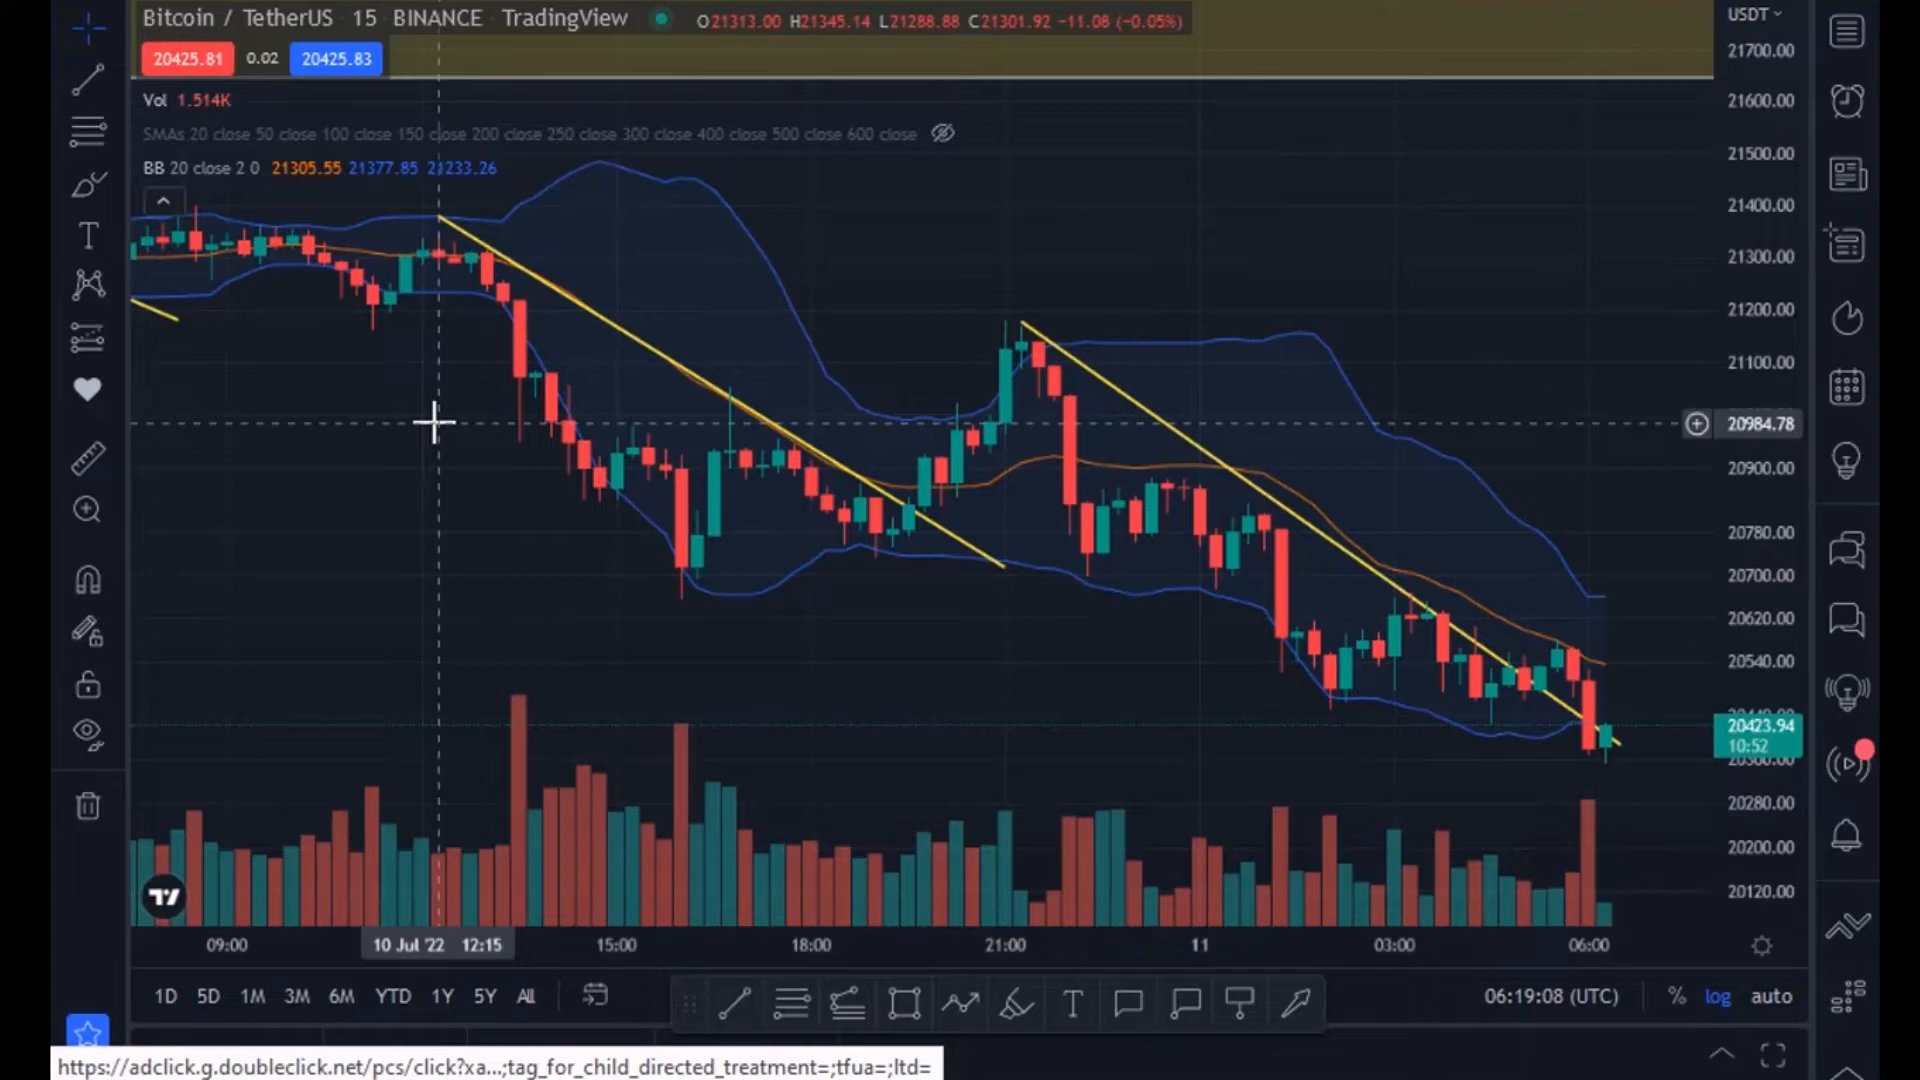 Bitcoin / TetherUS 15 BINANCE TradingView O21313.00 H21345.14 L21288.88 C21301.92 −11.08 (−0.05%)
USDT
20425.81 0.02 20425.83
21700.00
Vol 1.514K
21600.00
SMAs 20 close 50 close 100 close 150 close 200 close 250 close 300 close 400 close 500 close 600 close
21500.00
BB 20 close 2 0 21305.55 21377.85 21233.26
21400.00
21300.00
21200.00
21100.00
20984.78
20900.00
20780.00
20700.00
20620.00
20540.00
20423.94
10:52
20280.00
20200.00
20120.00
09:00 10 Jul '22 12:15 15:00 18:00 21:00 11 03:00 06:00
1D 5D 1M 3M 6M YTD 1Y 5Y All
06:19:08 (UTC) % log auto
https://adclick.g.doubleclick.net/pcs/click?xa...;tag_for_child_directed_treatment=;tfua=;ltd=